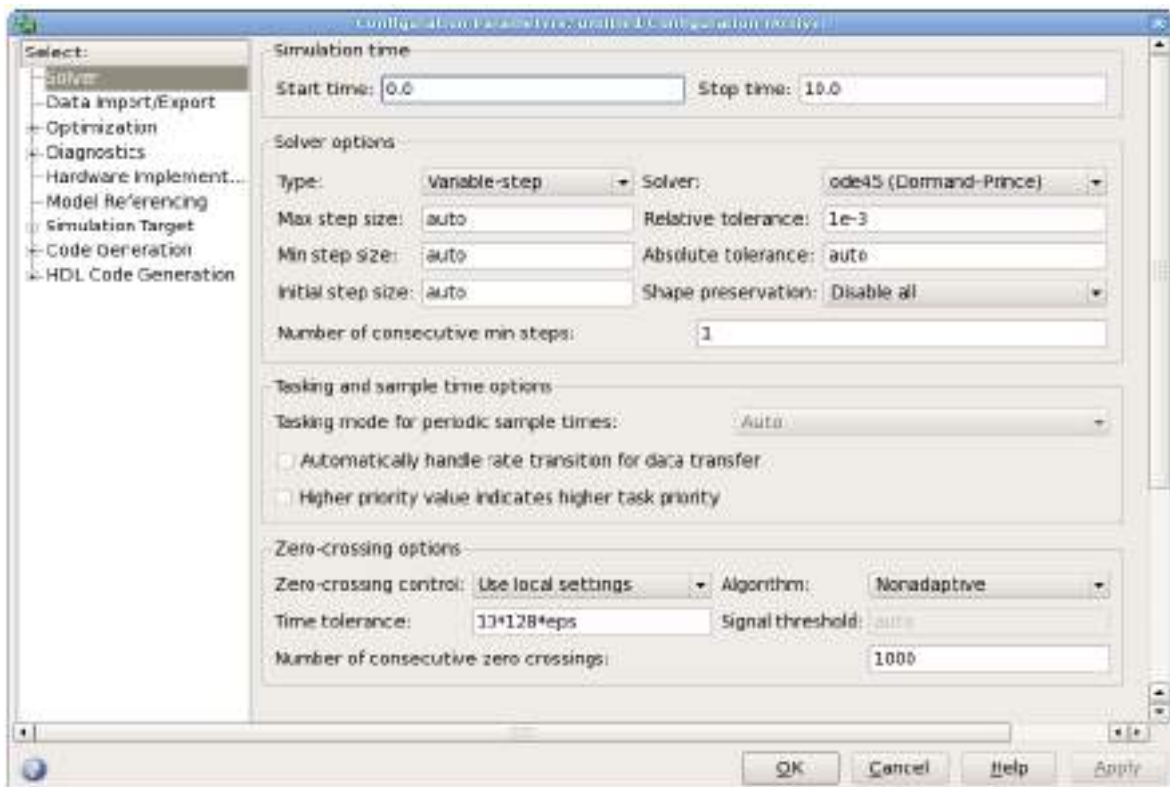 Configuration Parameters: untitled/Configuration (Active)
Select:
Solver
Data Import/Export
Optimization
Diagnostics
Hardware Implement...
Model Referencing
Simulation Target
Code Generation
HDL Code Generation
Simulation time
Start time: 0.0 Stop time: 10.0
Solver options
Type: Variable-step Solver: ode45 (Dormand-Prince)
Max step size: auto Relative tolerance: 1e-3
Min step size: auto Absolute tolerance: auto
Initial step size: auto Shape preservation: Disable all
Number of consecutive min steps: 1
Tasking and sample time options
Tasking mode for periodic sample times: Auto
Automatically handle rate transition for data transfer
Higher priority value indicates higher task priority
Zero-crossing options
Zero-crossing control: Use local settings Algorithm: Nonadaptive
Time tolerance: 10*128*eps Signal threshold: auto
Number of consecutive zero crossings: 1000
OK Cancel Help Apply